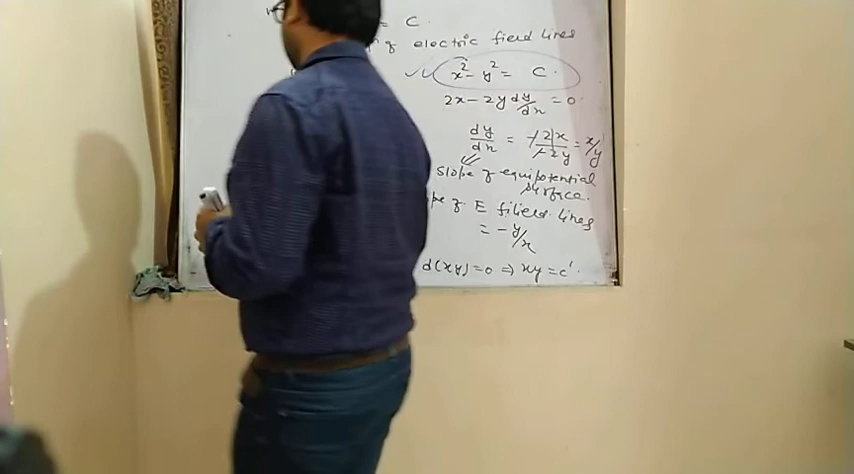 = C
of electric field lines
x² - y² = C.
2x - 2y dy/dx = 0
dy/dx = -2x/-2y = x/y
slope of equipotential
surface.
of E filield lines
= - y/x
d(xy) = 0 ⇒ xy = c'.